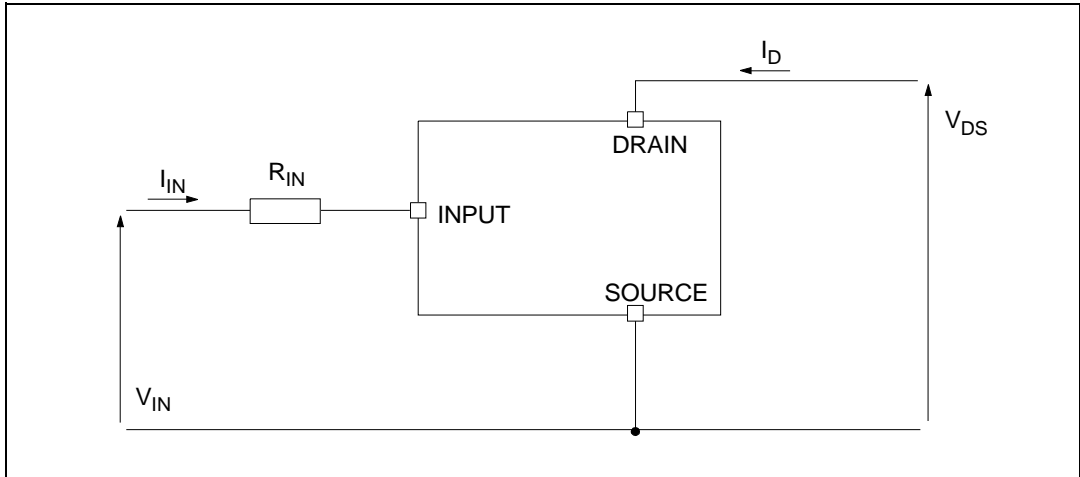 I_D
DRAIN
V_DS
I_IN
R_IN
INPUT
SOURCE
V_IN